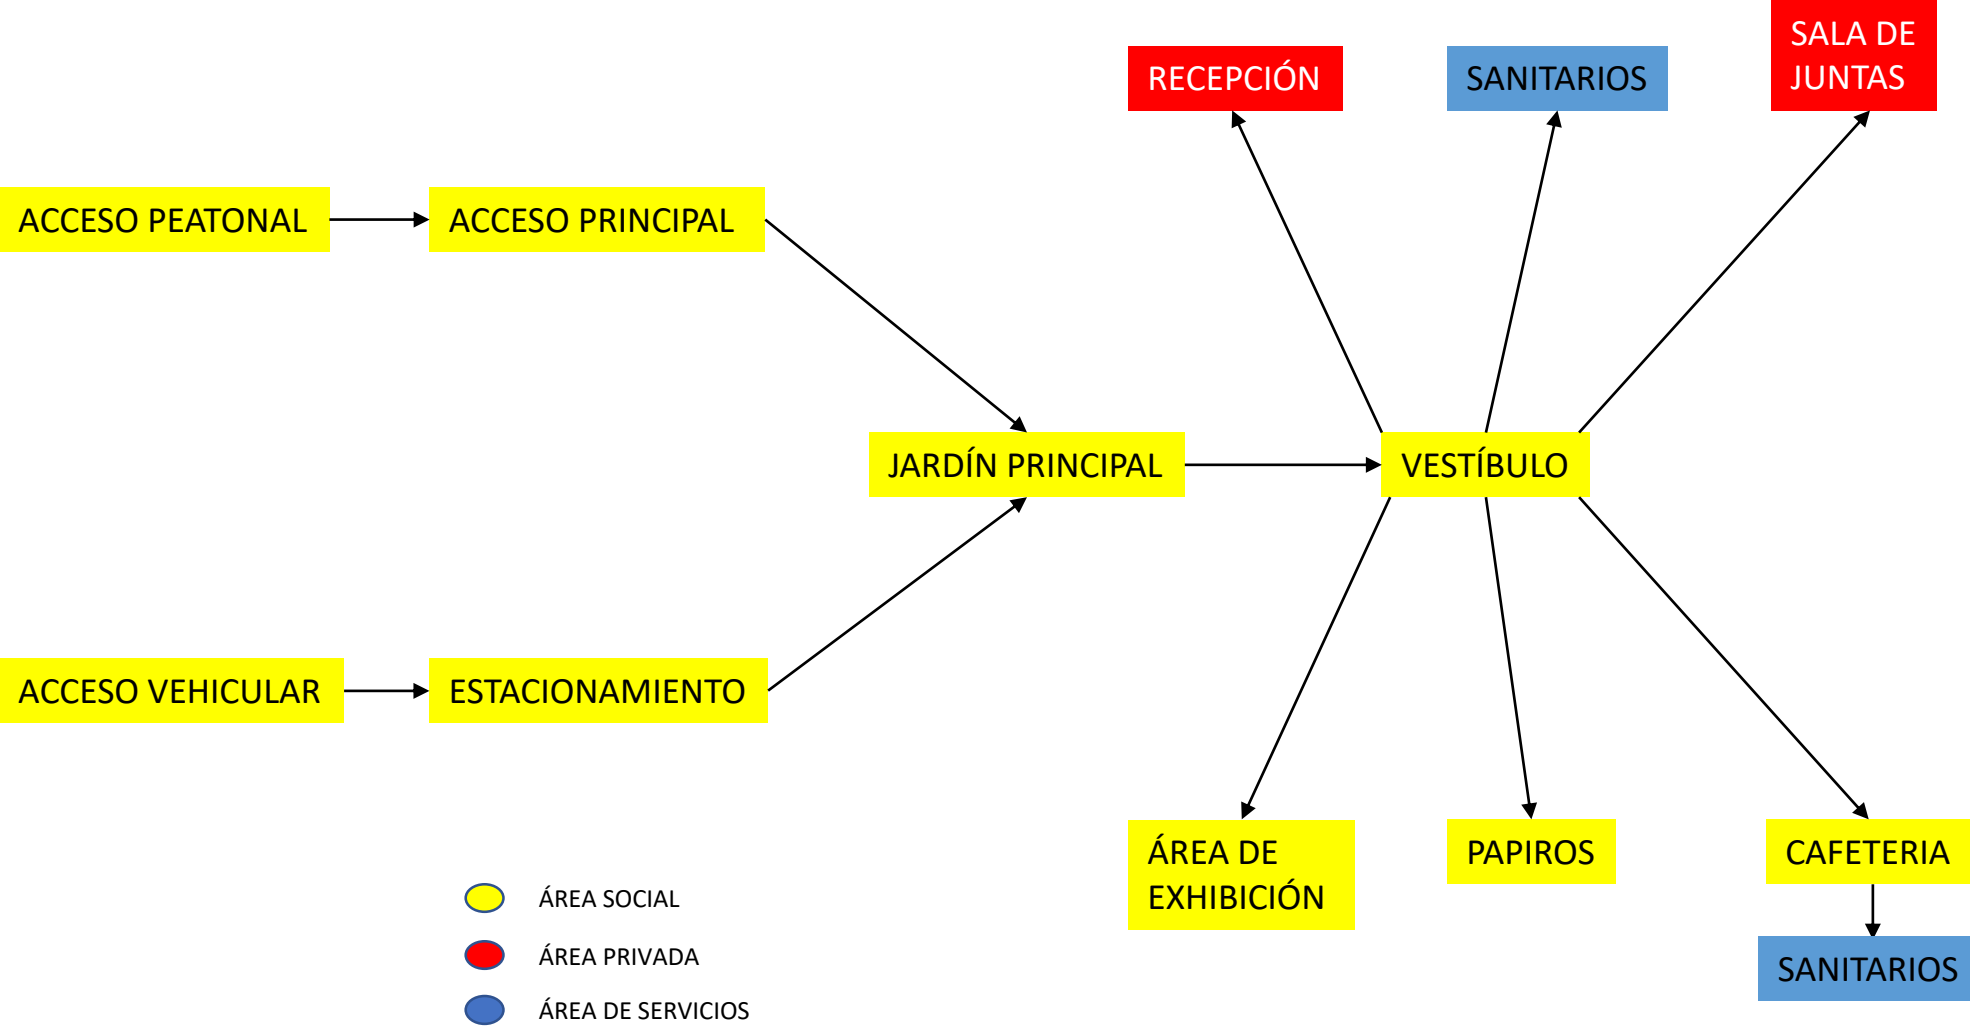 RECEPCIÓN
SANITARIOS
SALA DE
JUNTAS
ACCESO PEATONAL
ACCESO PRINCIPAL
JARDÍN PRINCIPAL
VESTÍBULO
ACCESO VEHICULAR
ESTACIONAMIENTO
ÁREA DE
EXHIBICIÓN
PAPIROS
CAFETERIA
SANITARIOS
ÁREA SOCIAL
ÁREA PRIVADA
ÁREA DE SERVICIOS